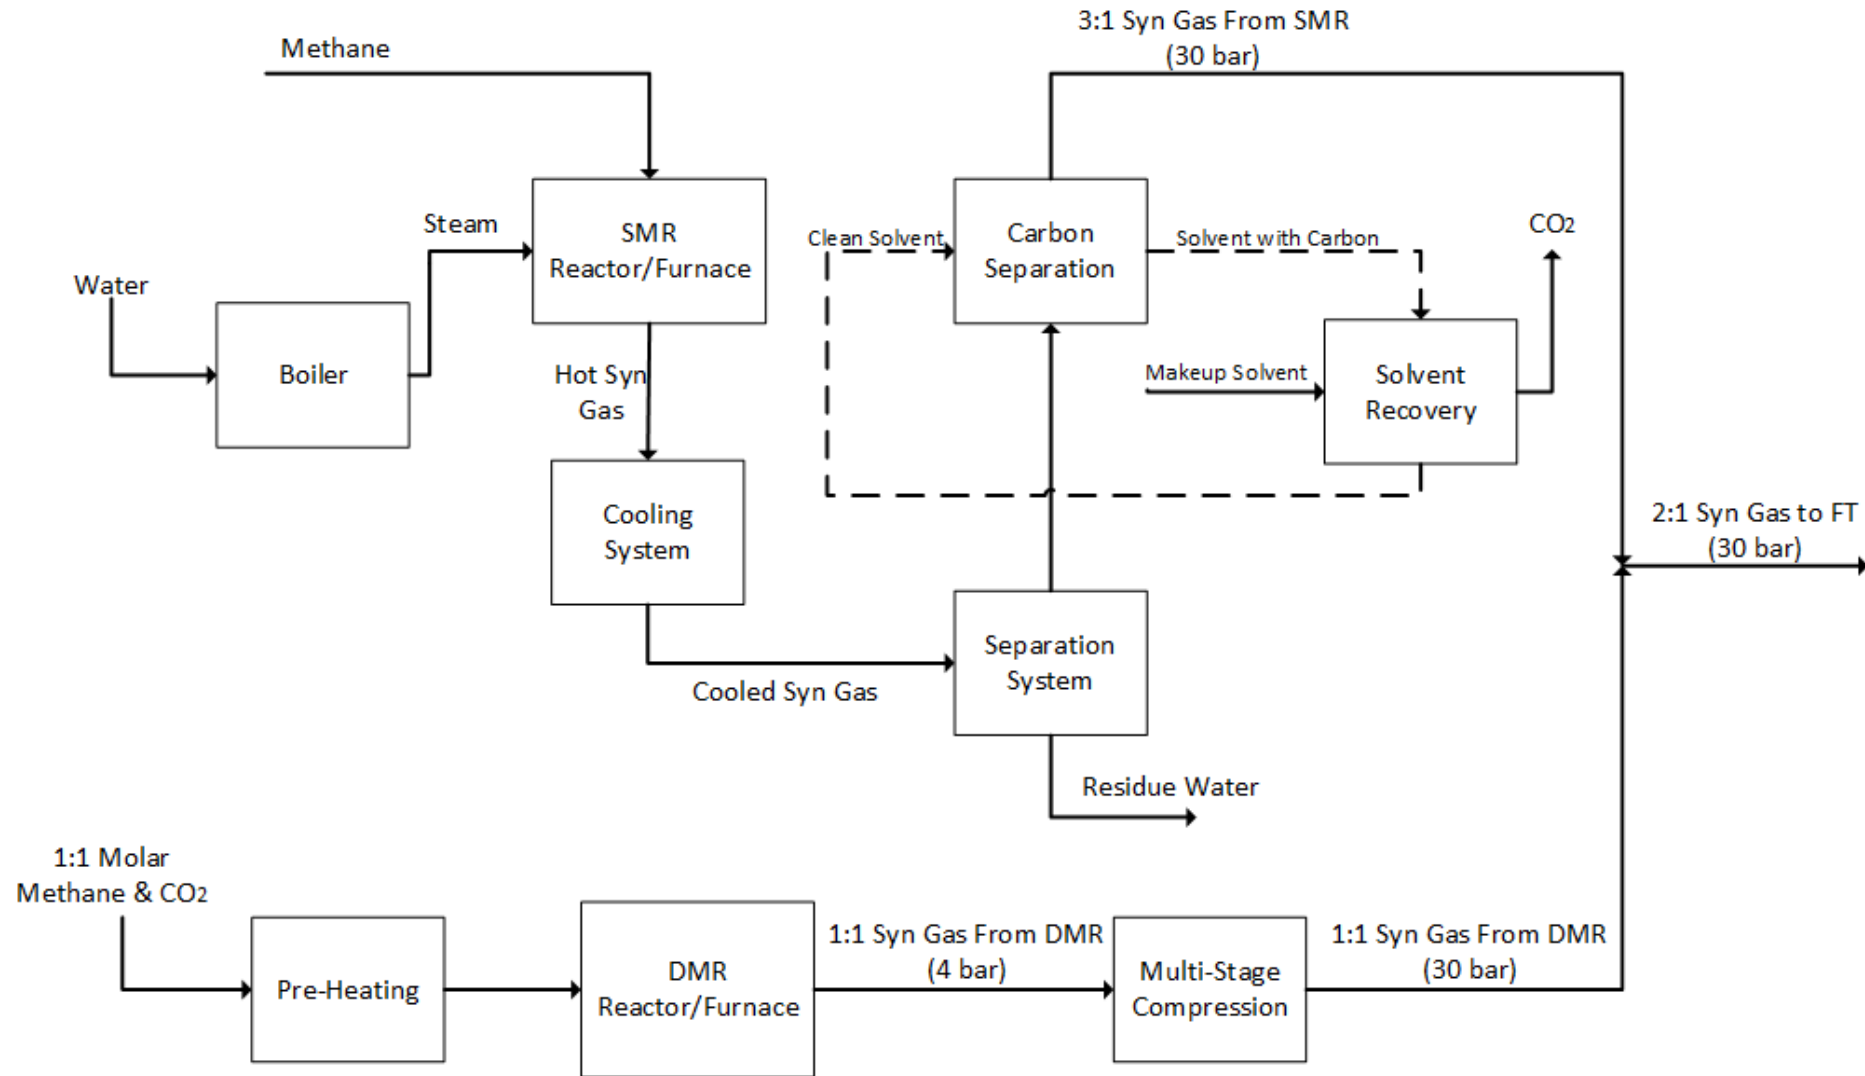 3:1 Syn Gas From SMR
(30 bar)
Methane
Steam
SMR
Reactor/Furnace
Clean Solvent
Carbon
Separation
Solvent with Carbon
CO2
Water
Boiler
Hot Syn
Gas
Makeup Solvent
Solvent
Recovery
Cooling
System
2:1 Syn Gas to FT
(30 bar)
Separation
System
Cooled Syn Gas
Residue Water
1:1 Molar
Methane & CO2
Pre-Heating
DMR
Reactor/Furnace
1:1 Syn Gas From DMR
(4 bar)
Multi-Stage
Compression
1:1 Syn Gas From DMR
(30 bar)